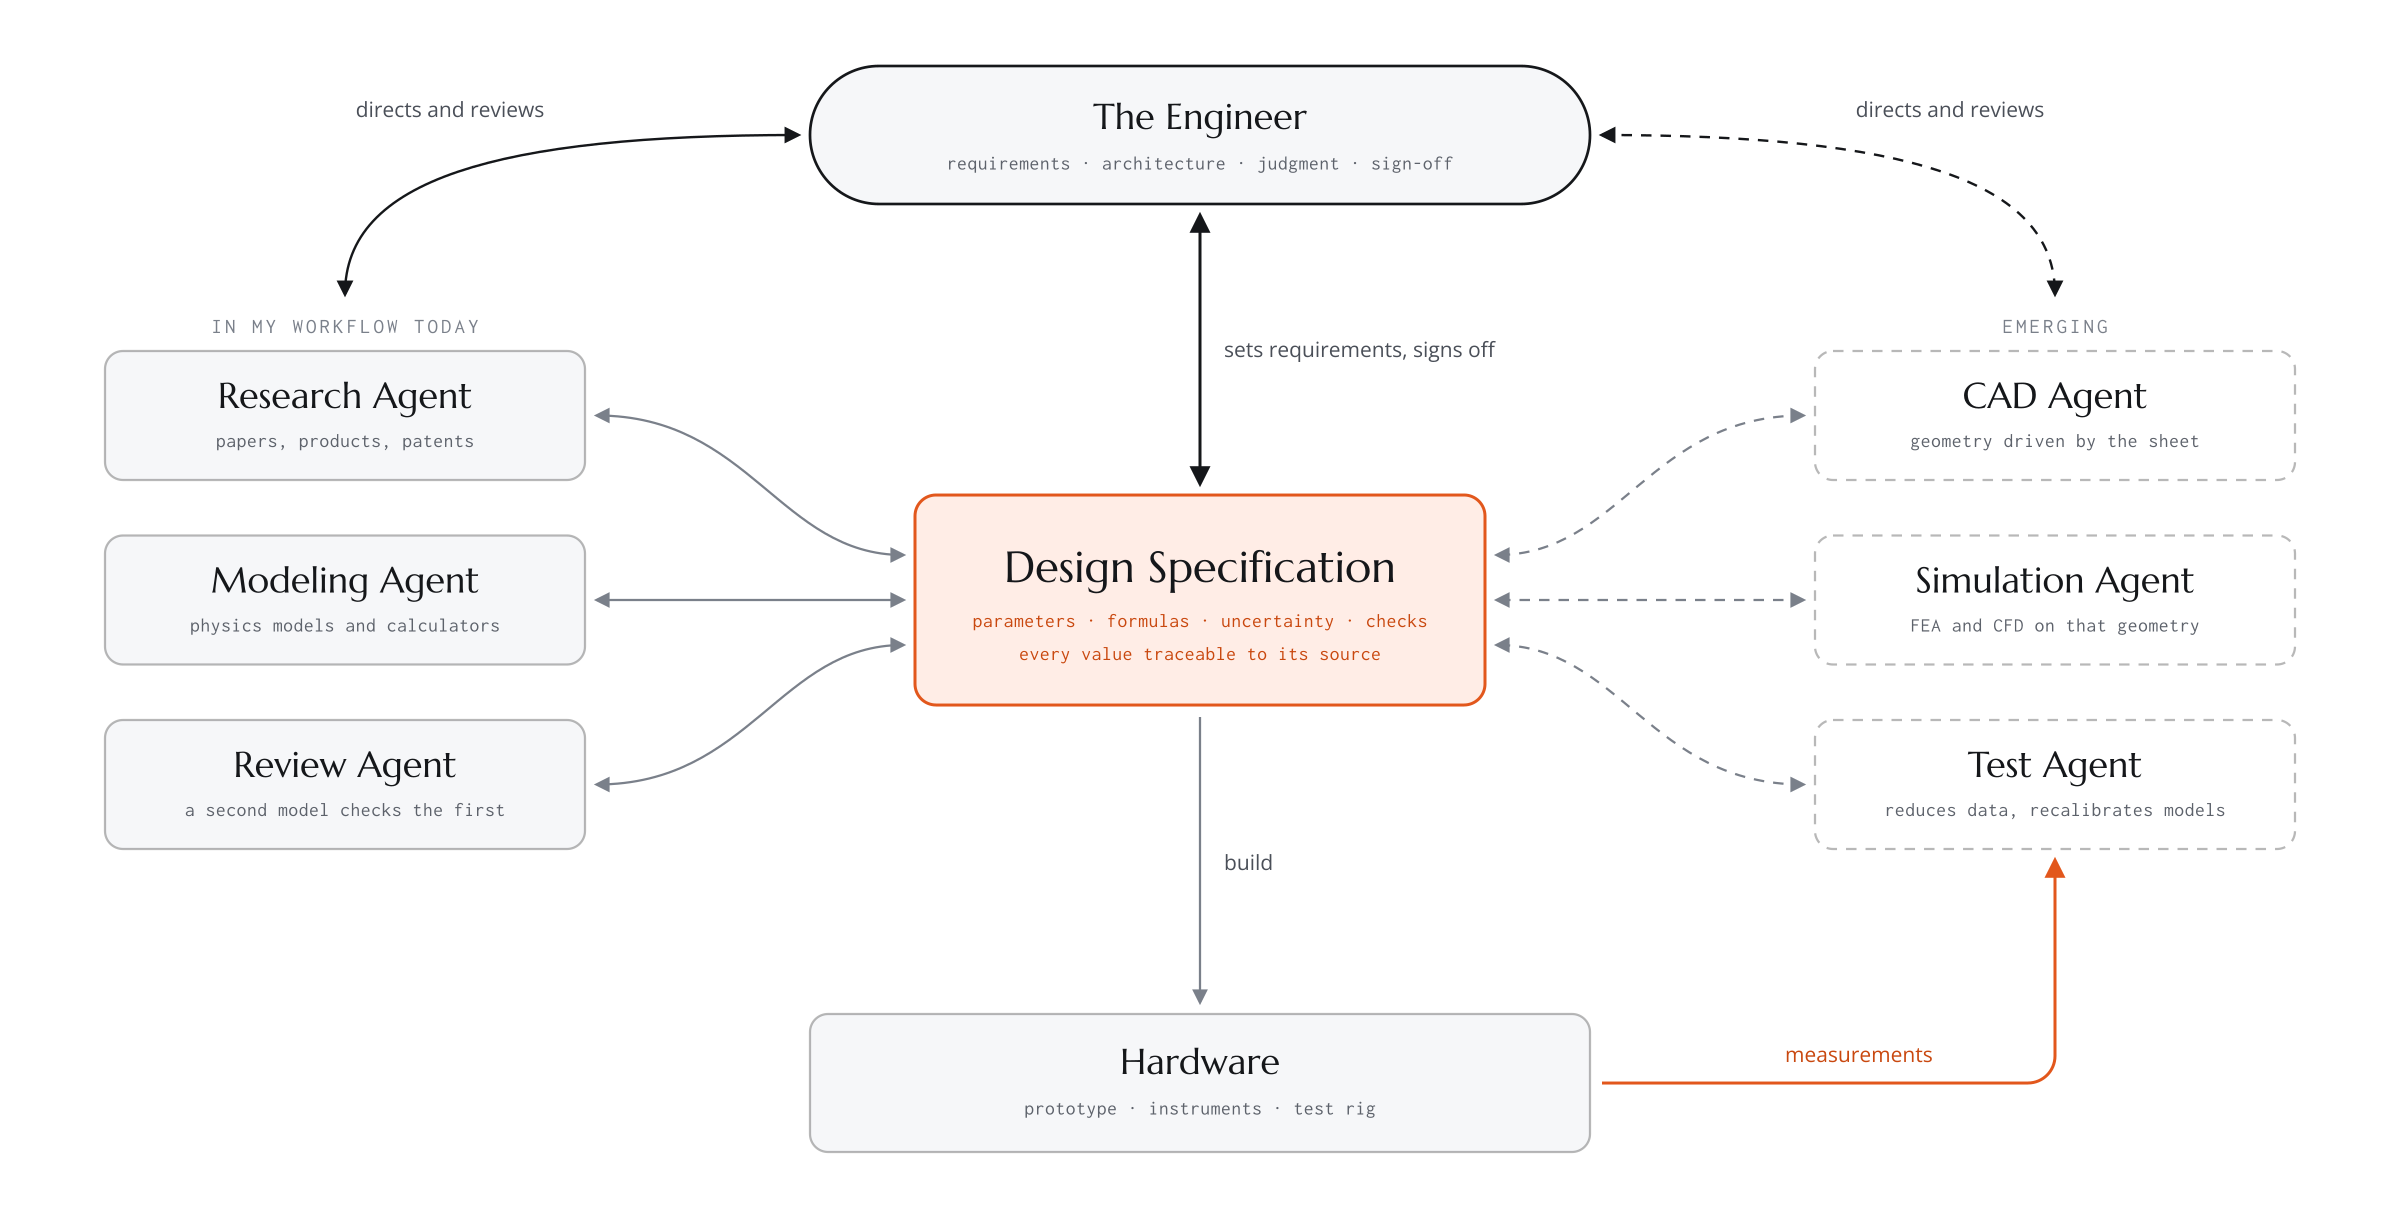 directs and reviews
The Engineer
requirements · architecture · judgment · sign-off
directs and reviews
sets requirements, signs off
IN MY WORKFLOW TODAY
Research Agent
papers, products, patents
Modeling Agent
physics models and calculators
Review Agent
a second model checks the first
Design Specification
parameters · formulas · uncertainty · checks
every value traceable to its source
EMERGING
CAD Agent
geometry driven by the sheet
Simulation Agent
FEA and CFD on that geometry
Test Agent
reduces data, recalibrates models
build
Hardware
prototype · instruments · test rig
measurements